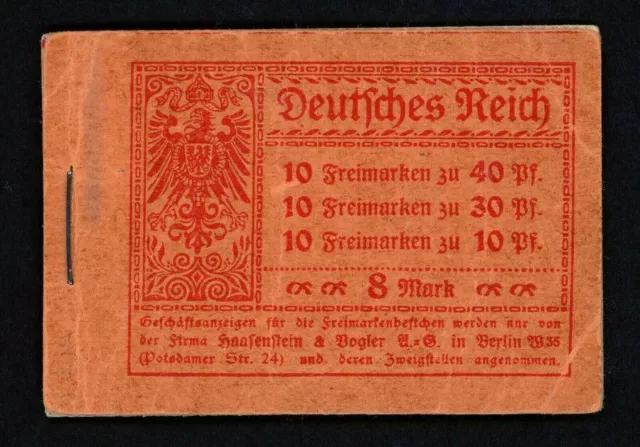 Deutsches Reich
10 Freimarken zu 40 Pf.
10 Freimarken zu 30 Pf.
10 Freimarken zu 10 Pf.
8 Mark
Geschäftsanzeigen für die Freimarkenheftchen werden nur von
der Firma Haasenstein & Vogler A.=G. in Berlin W35
(Potsdamer Str. 24) und deren Zweigstellen angenommen.